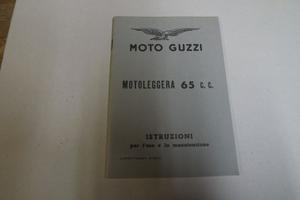 MOTO GUZZI
MOTOLEGGERA 65 c. c.
ISTRUZIONI
per l'uso e la manutenzione